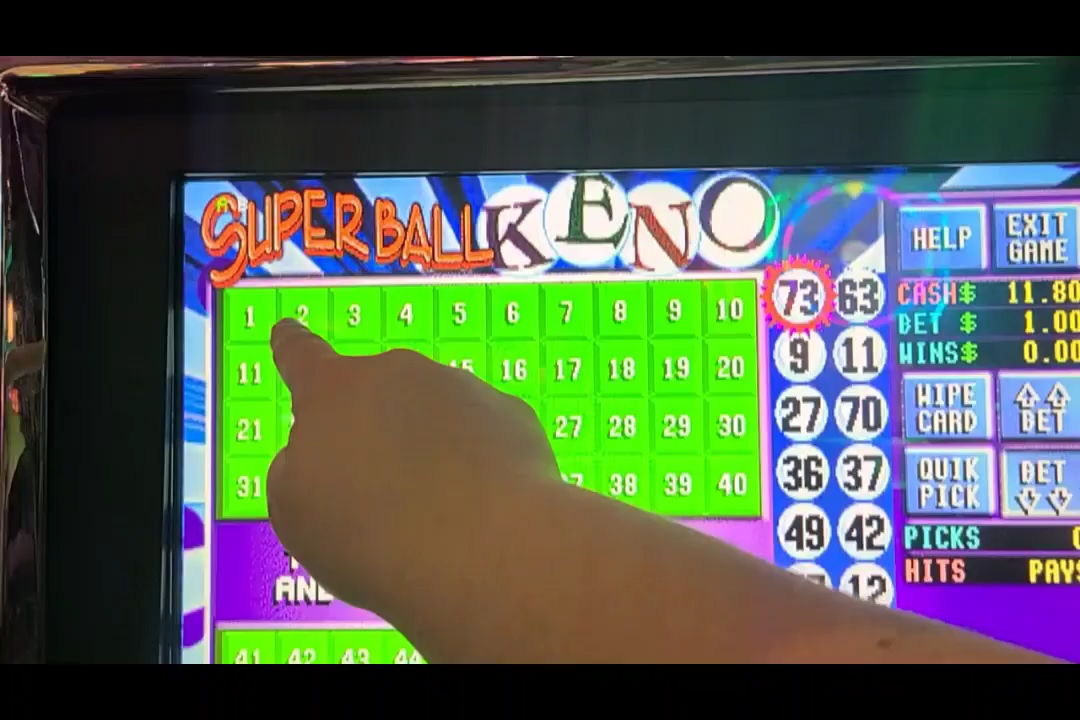 SUPERBALL KENO
1 2 3 4 5 6 7 8 9 10
11 15 16 17 18 19 20
21 27 28 29 30
31 38 39 40
AND
41 42 43 44
73 63
9 11
27 70
36 37
49 42
12
HELP EXIT GAME
CASH$ 11.80
BET $ 1.00
WINS$ 0.00
WIPE CARD BET
QUIK PICK BET
PICKS
HITS PAYS